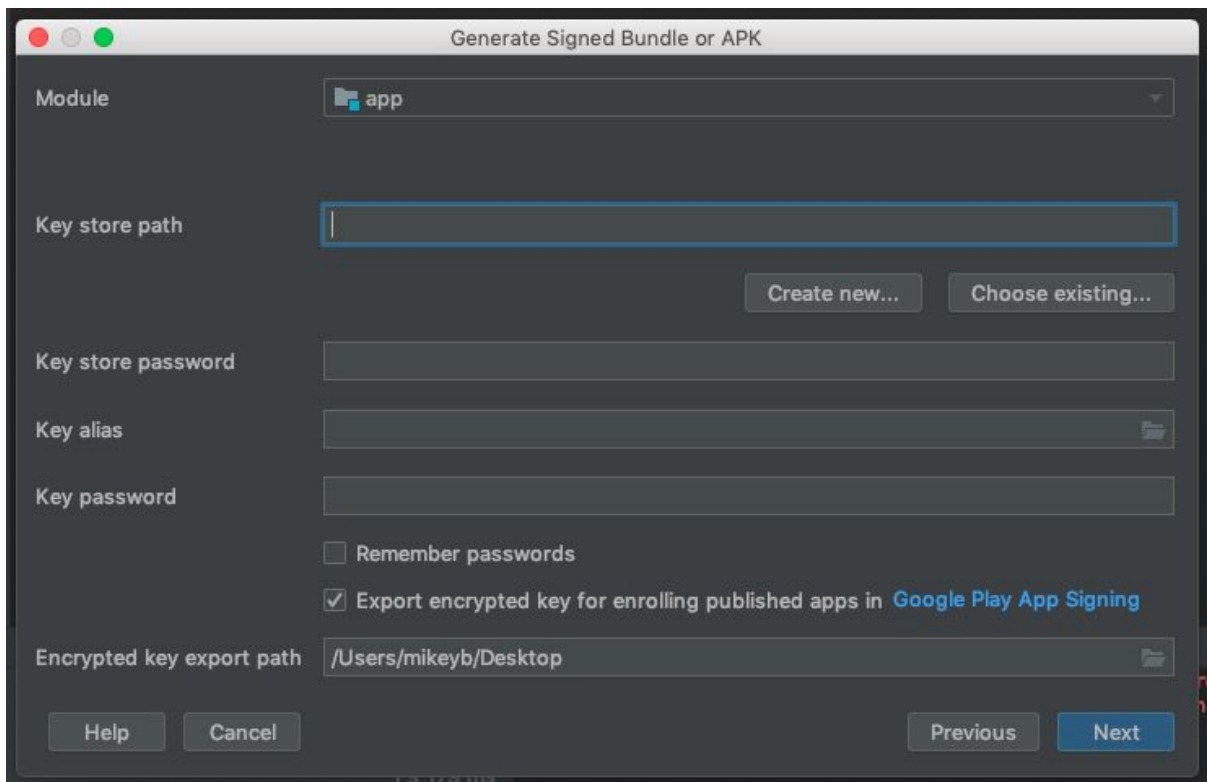 Generate Signed Bundle or APK
Module
app
Key store path
Create new...
Choose existing...
Key store password
Key alias
Key password
Remember passwords
Export encrypted key for enrolling published apps in Google Play App Signing
Encrypted key export path
/Users/mikeyb/Desktop
Help
Cancel
Previous
Next